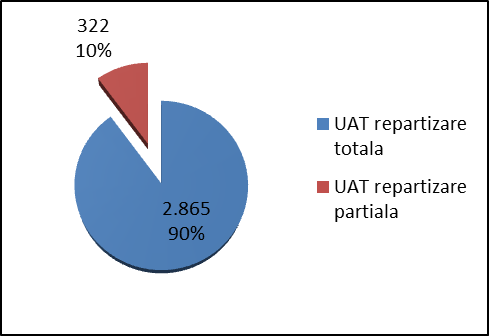 322
10%
2.865
90%
UAT repartizare
totala
UAT repartizare
partiala